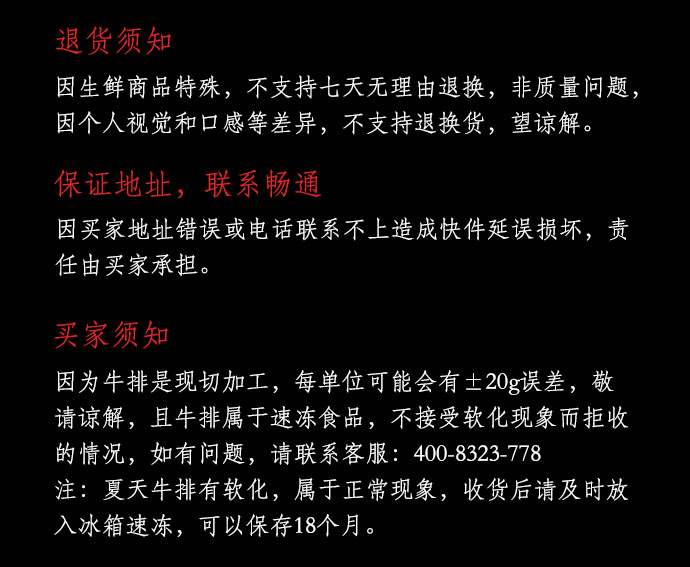 退货须知
因生鲜商品特殊，不支持七天无理由退换，非质量问题，
因个人视觉和口感等差异，不支持退换货，望谅解。
保证地址，联系畅通
因买家地址错误或电话联系不上造成快件延误损坏，责
任由买家承担。
买家须知
因为牛排是现切加工，每单位可能会有±20g误差，敬
请谅解，且牛排属于速冻食品，不接受软化现象而拒收
的情况，如有问题，请联系客服：400-8323-778
注：夏天牛排有软化，属于正常现象，收货后请及时放
入冰箱速冻，可以保存18个月。